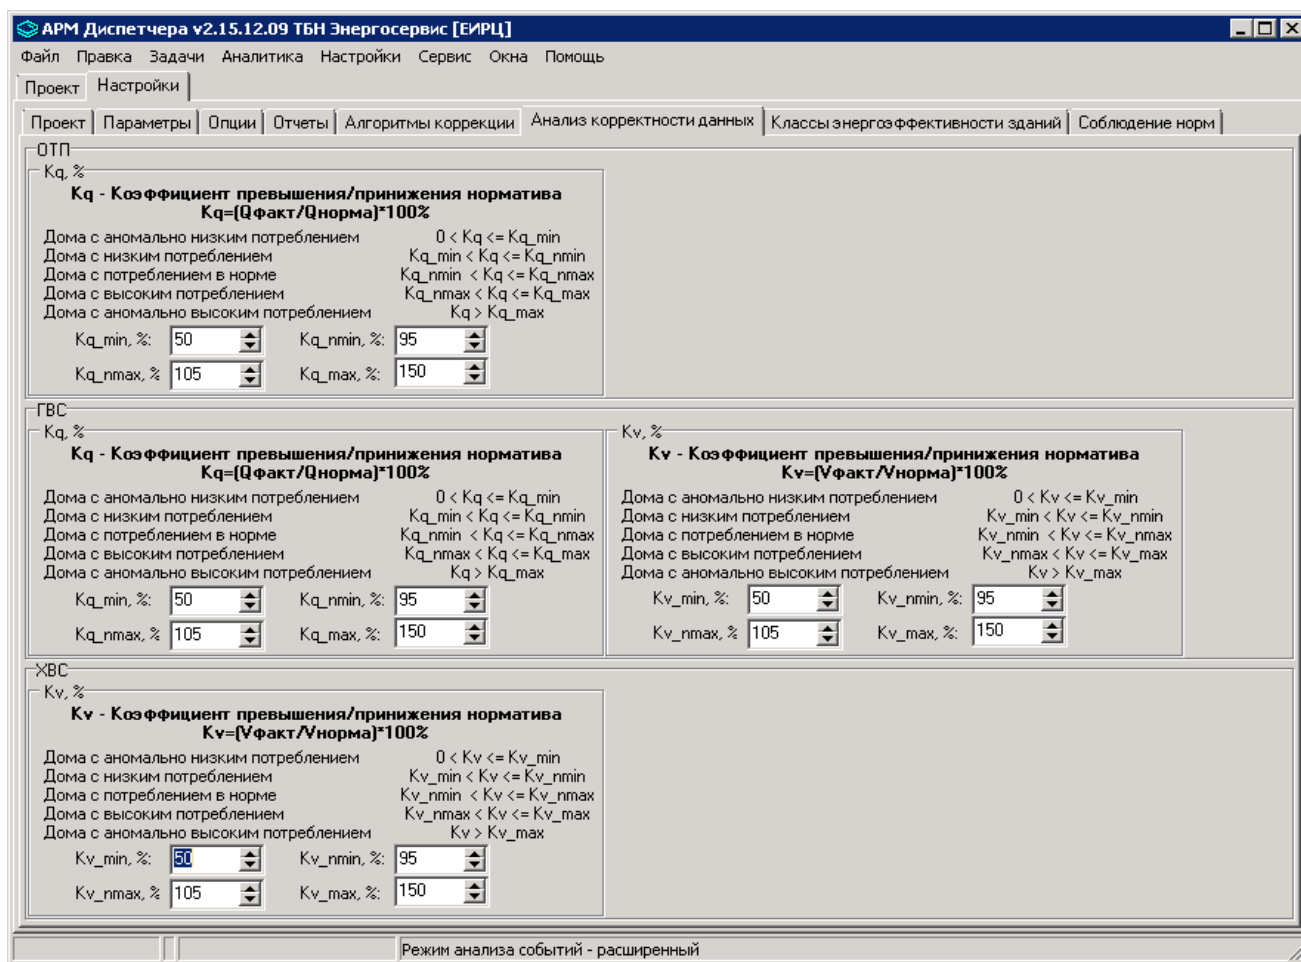 АРМ Диспетчера v2.15.12.09 ТБН Энергосервис [ЕИРЦ]
Файл Правка Задачи Аналитика Настройки Сервис Окна Помощь
Проект Настройки
Проект Параметры Опции Отчеты Алгоритмы коррекции Анализ корректности данных Классы энергоэффективности зданий Соблюдение норм
ОТП
Kq, %
Kq - Коэффициент превышения/принижения норматива
Kq=(Qфакт/Qнорма)*100%
Дома с аномально низким потреблением 0 < Kq <= Kq_min
Дома с низким потреблением Kq_min < Kq <= Kq_nmin
Дома с потреблением в норме Kq_nmin < Kq <= Kq_nmax
Дома с высоким потреблением Kq_nmax < Kq <= Kq_max
Дома с аномально высоким потреблением Kq > Kq_max
Kq_min, %: 50 Kq_nmin, %: 95
Kq_nmax, % 105 Kq_max, %: 150
ГВС
Kq, % Kv, %
Kq - Коэффициент превышения/принижения норматива Kv - Коэффициент превышения/принижения норматива
Kq=(Qфакт/Qнорма)*100% Kv=(Vфакт/Vнорма)*100%
Дома с аномально низким потреблением 0 < Kq <= Kq_min Дома с аномально низким потреблением 0 < Kv <= Kv_min
Дома с низким потреблением Kq_min < Kq <= Kq_nmin Дома с низким потреблением Kv_min < Kv <= Kv_nmin
Дома с потреблением в норме Kq_nmin < Kq <= Kq_nmax Дома с потреблением в норме Kv_nmin < Kv <= Kv_nmax
Дома с высоким потреблением Kq_nmax < Kq <= Kq_max Дома с высоким потреблением Kv_nmax < Kv <= Kv_max
Дома с аномально высоким потреблением Kq > Kq_max Дома с аномально высоким потреблением Kv > Kv_max
Kq_min, %: 50 Kq_nmin, %: 95 Kv_min, %: 50 Kv_nmin, %: 95
Kq_nmax, % 105 Kq_max, %: 150 Kv_nmax, % 105 Kv_max, %: 150
ХВС
Kv, %
Kv - Коэффициент превышения/принижения норматива
Kv=(Vфакт/Vнорма)*100%
Дома с аномально низким потреблением 0 < Kv <= Kv_min
Дома с низким потреблением Kv_min < Kv <= Kv_nmin
Дома с потреблением в норме Kv_nmin < Kv <= Kv_nmax
Дома с высоким потреблением Kv_nmax < Kv <= Kv_max
Дома с аномально высоким потреблением Kv > Kv_max
Kv_min, %: 50 Kv_nmin, %: 95
Kv_nmax, % 105 Kv_max, %: 150
Режим анализа событий - расширенный